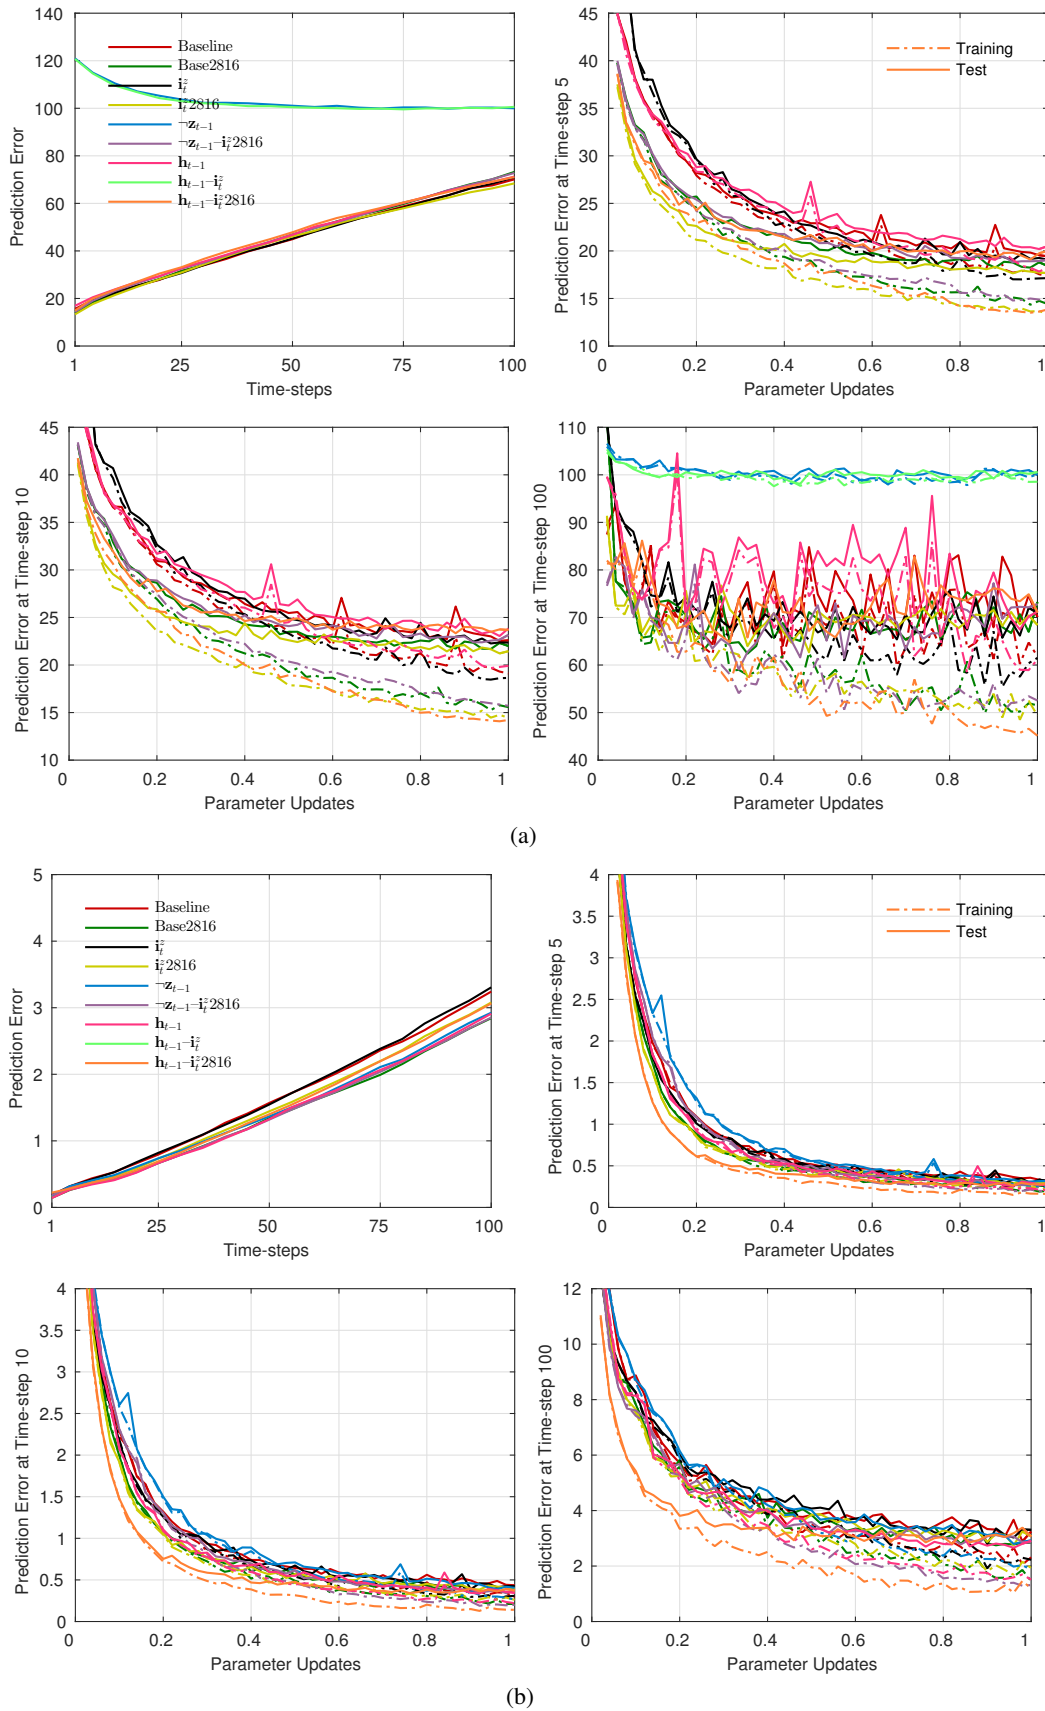 140
120
100
80
60
40
20
0
Prediction Error
Baseline
Base2816
i_t^z
i_t^z2816
¬z_{t−1}
¬z_{t−1}–i_t^z2816
h_{t−1}
h_{t−1}–i_t^z
h_{t−1}–i_t^z2816
1 25 50 75 100
Time-steps
45
40
35
30
25
20
15
10
Prediction Error at Time-step 5
Training
Test
0 0.2 0.4 0.6 0.8 1
Parameter Updates
45
40
35
30
25
20
15
10
Prediction Error at Time-step 10
0 0.2 0.4 0.6 0.8 1
Parameter Updates
110
100
90
80
70
60
50
40
Prediction Error at Time-step 100
0 0.2 0.4 0.6 0.8 1
Parameter Updates
(a)
5
4
3
2
1
0
Prediction Error
Baseline
Base2816
i_t^z
i_t^z2816
¬z_{t−1}
¬z_{t−1}–i_t^z2816
h_{t−1}
h_{t−1}–i_t^z
h_{t−1}–i_t^z2816
1 25 50 75 100
Time-steps
4
3.5
3
2.5
2
1.5
1
0.5
0
Prediction Error at Time-step 5
Training
Test
0 0.2 0.4 0.6 0.8 1
Parameter Updates
4
3.5
3
2.5
2
1.5
1
0.5
0
Prediction Error at Time-step 10
0 0.2 0.4 0.6 0.8 1
Parameter Updates
12
10
8
6
4
2
0
Prediction Error at Time-step 100
0 0.2 0.4 0.6 0.8 1
Parameter Updates
(b)